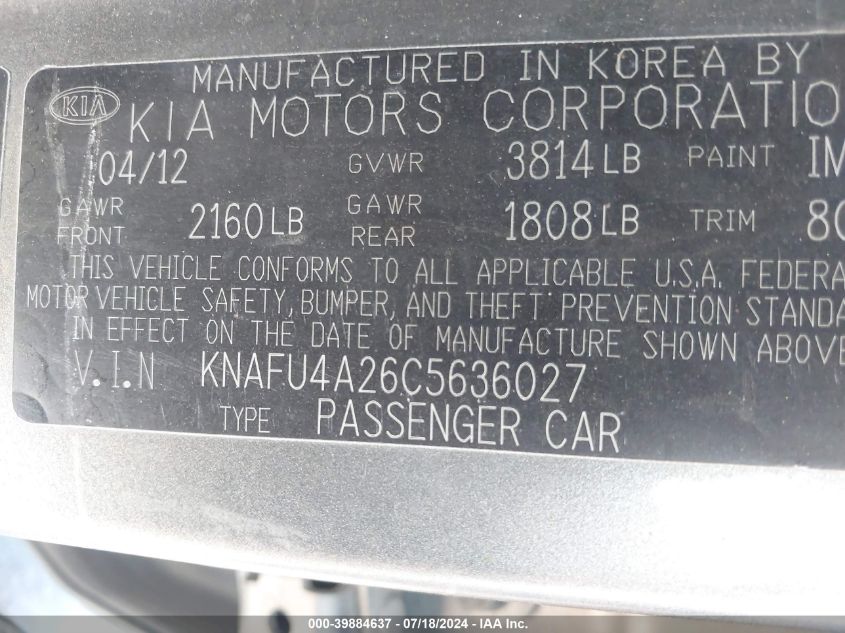 MANUFACTURED IN KOREA BY
KIA KIA MOTORS CORPORATIO
04/12 GVWR 3814LB PAINT IM
GAWR FRONT 2160LB GAWR REAR 1808LB TRIM
THIS VEHICLE CONFORMS TO ALL APPLICABLE U.S.A. FEDERA
MOTOR VEHICLE SAFETY, BUMPER, AND THEFT PREVENTION STANDA
IN EFFECT ON THE DATE OF MANUFACTURE SHOWN ABOVE
V.I.N KNAFU4A26C5636027
TYPE PASSENGER CAR
000-39884637 - 07/18/2024 - IAA Inc.